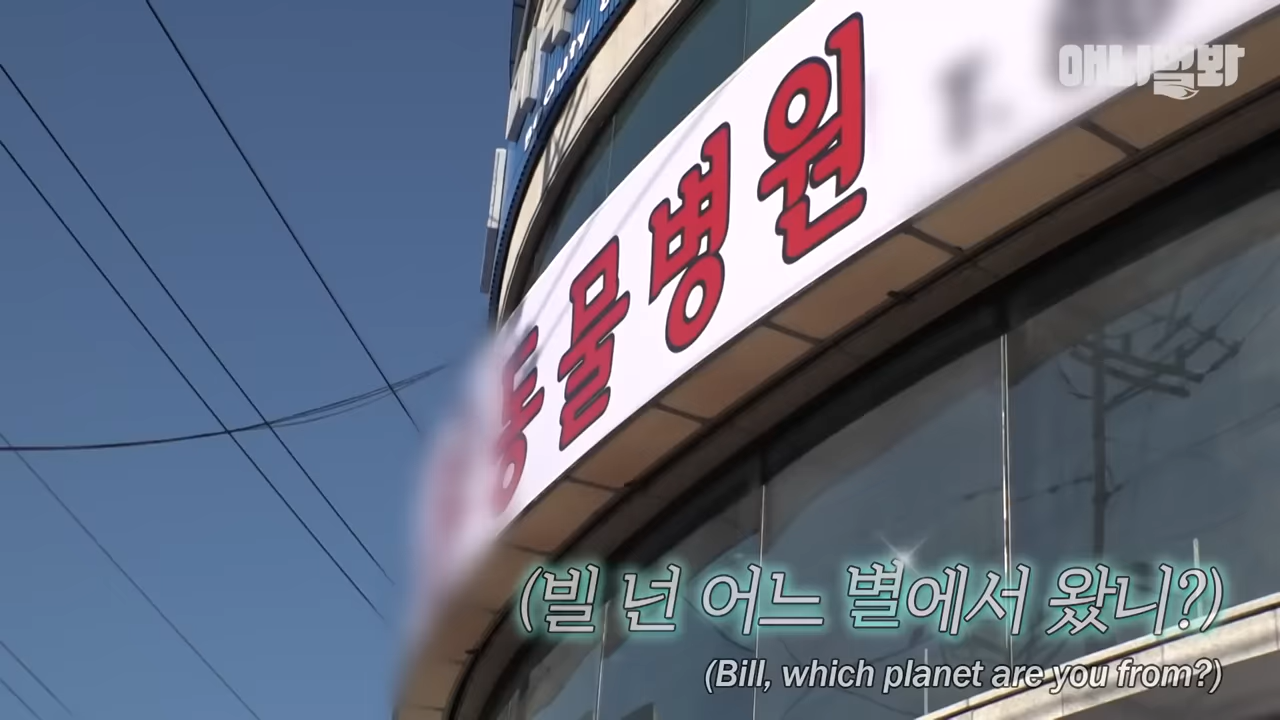 애니멀봐
동물병원
(빌 넌 어느 별에서 왔니?)
(Bill, which planet are you from?)